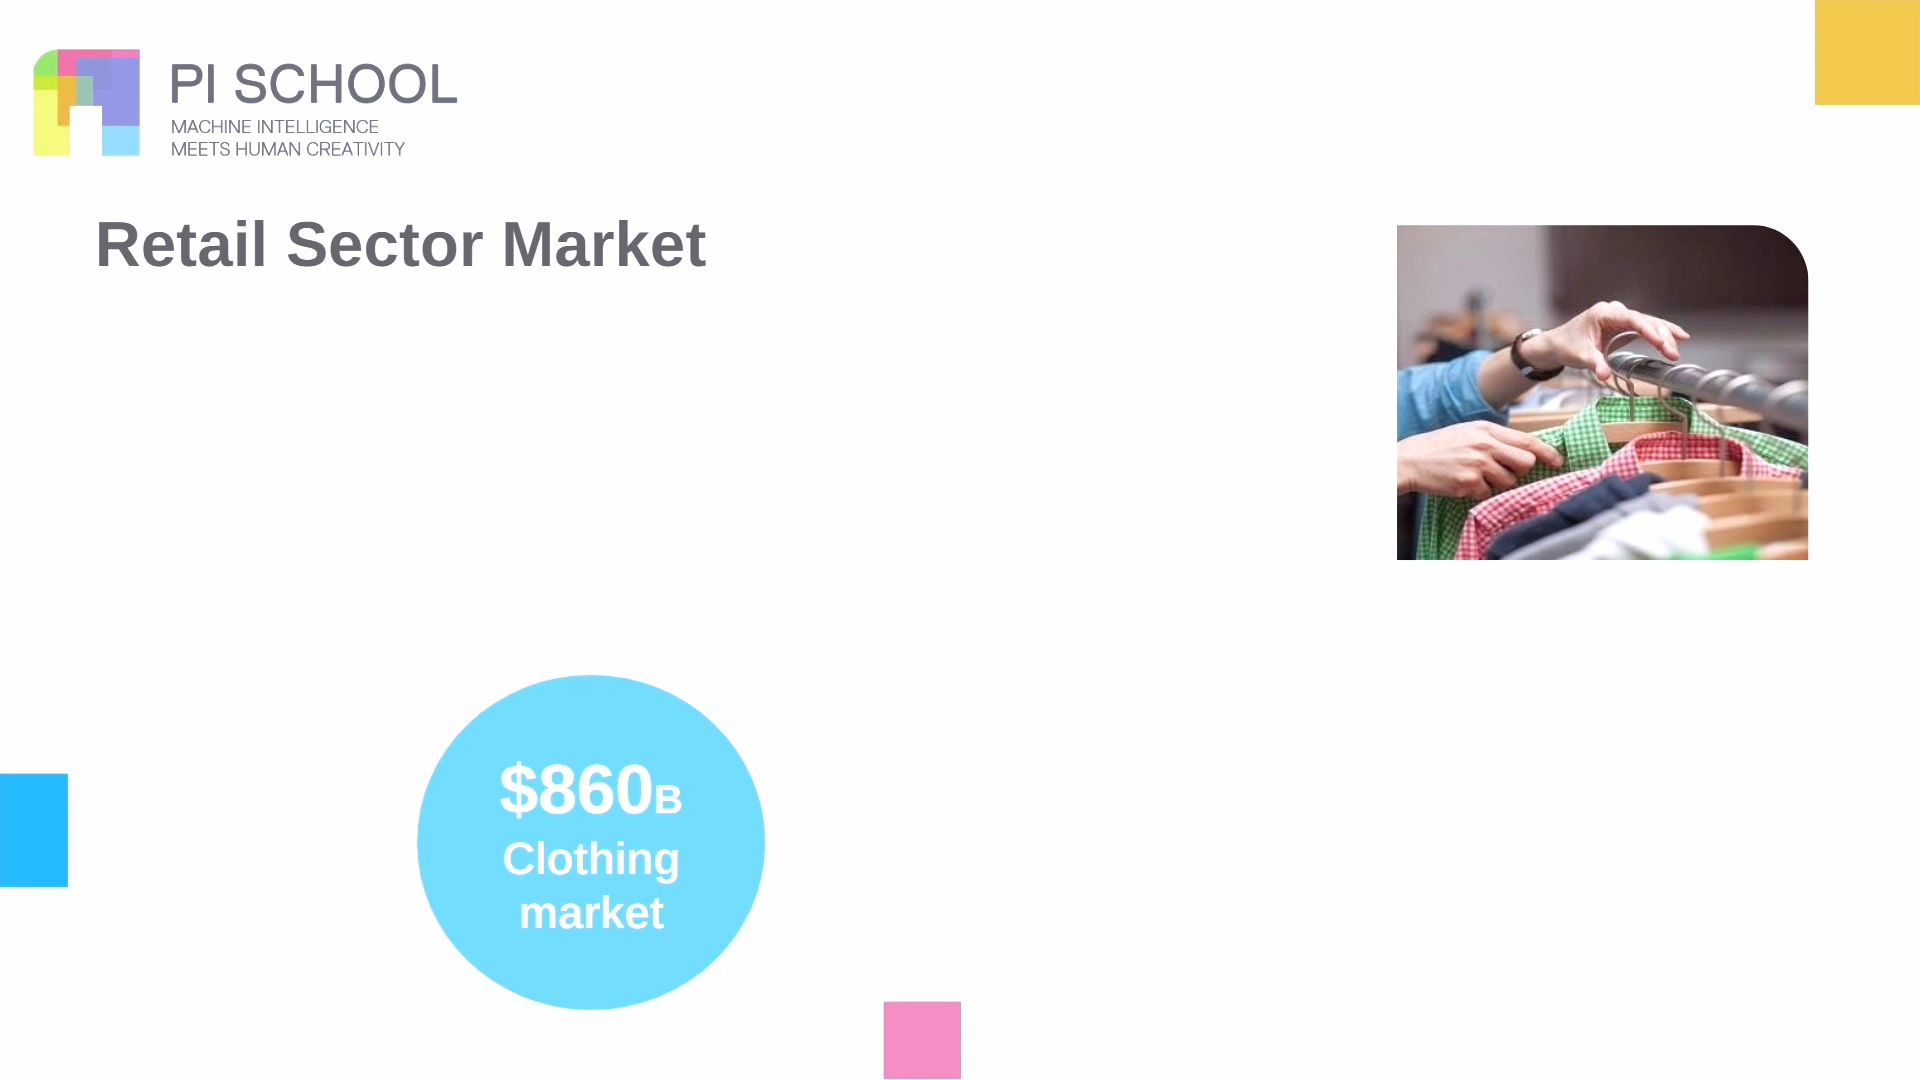 PI SCHOOL
MACHINE INTELLIGENCE
MEETS HUMAN CREATIVITY
Retail Sector Market
$860B
Clothing
market